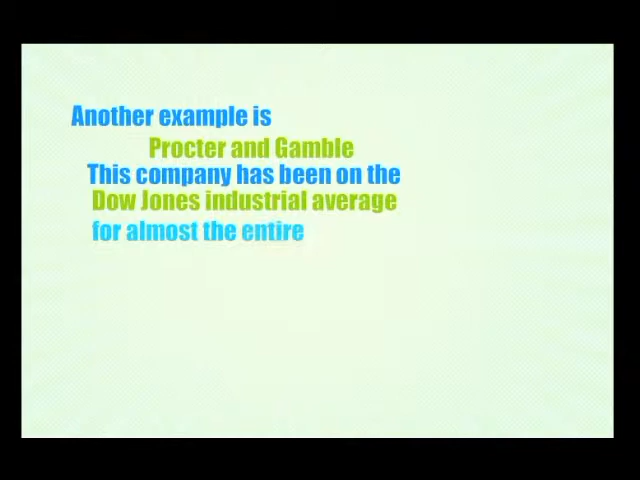 Another example is
Procter and Gamble
This company has been on the
Dow Jones industrial average
for almost the entire